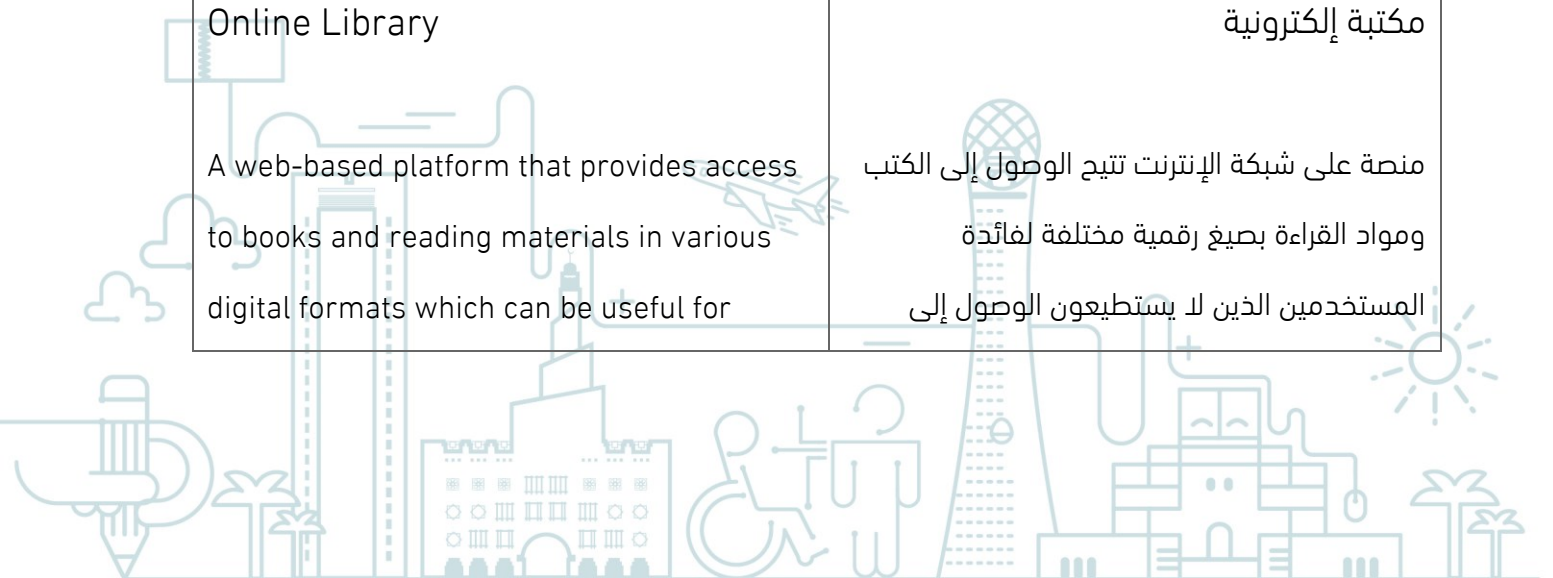 Online Library
A web-based platform that provides access
to books and reading materials in various
digital formats which can be useful for
مكتبة إلكترونية
منصة على شبكة الإنترنت تتيح الوصول إلى الكتب
ومواد القراءة بصيغ رقمية مختلفة لفائدة
المستخدمين الذين لا يستطيعون الوصول إلى